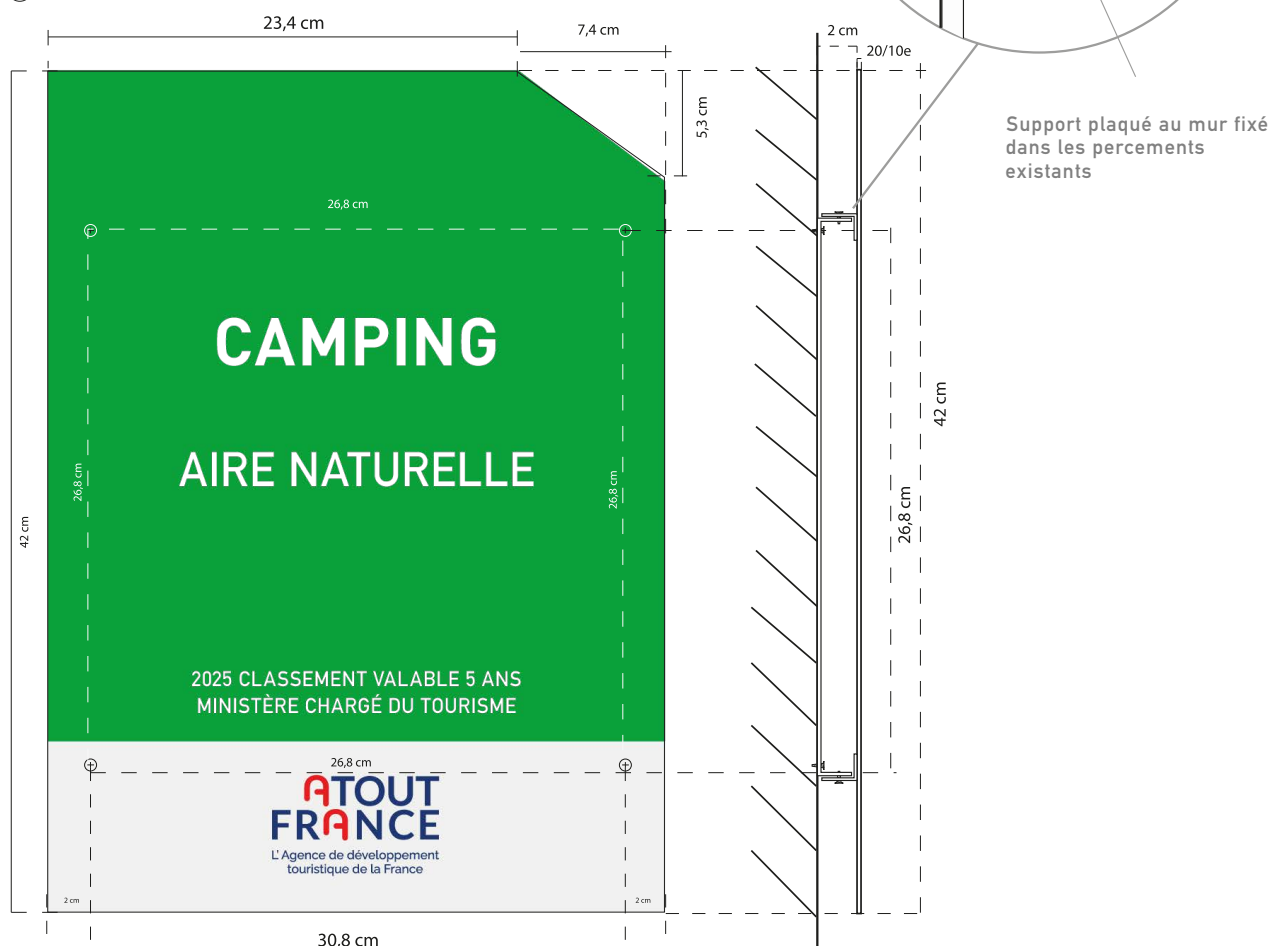 23,4 cm
7,4 cm
2 cm
20/10e
5,3 cm
Support plaqué au mur fixé
dans les percements
existants
26,8 cm
CAMPING
AIRE NATURELLE
26,8 cm
26,8 cm
42 cm
42 cm
26,8 cm
2025 CLASSEMENT VALABLE 5 ANS
MINISTÈRE CHARGÉ DU TOURISME
26,8 cm
ATOUT
FRANCE
L'Agence de développement
touristique de la France
2 cm
2 cm
30,8 cm